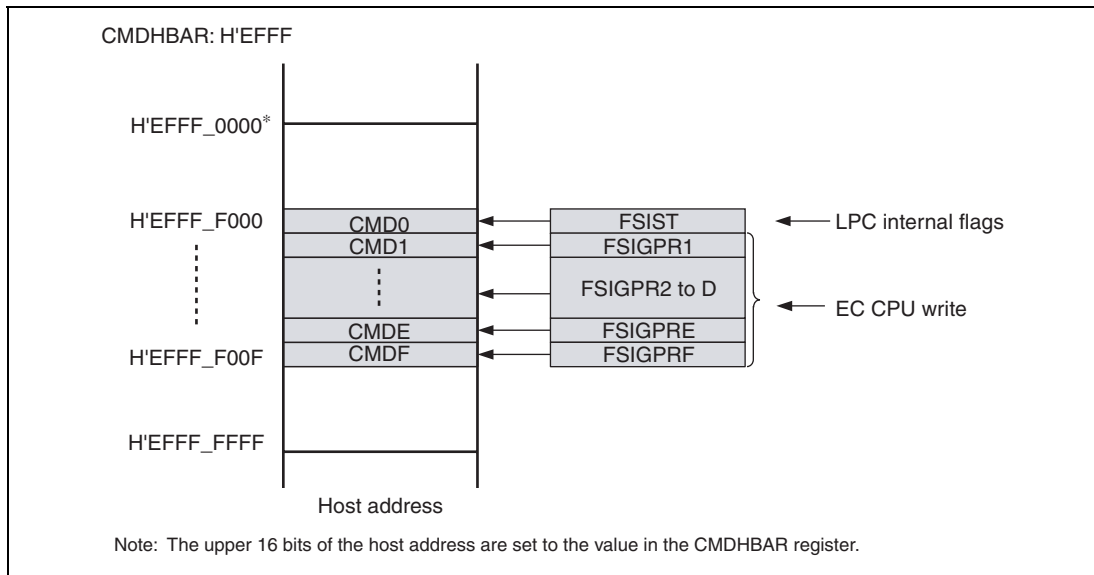 CMDHBAR: H'EFFF
H'EFFF_0000*
H'EFFF_F000
CMD0
FSIST
LPC internal flags
CMD1
FSIGPR1
FSIGPR2 to D
EC CPU write
CMDE
FSIGPRE
H'EFFF_F00F
CMDF
FSIGPRF
H'EFFF_FFFF
Host address
Note: The upper 16 bits of the host address are set to the value in the CMDHBAR register.